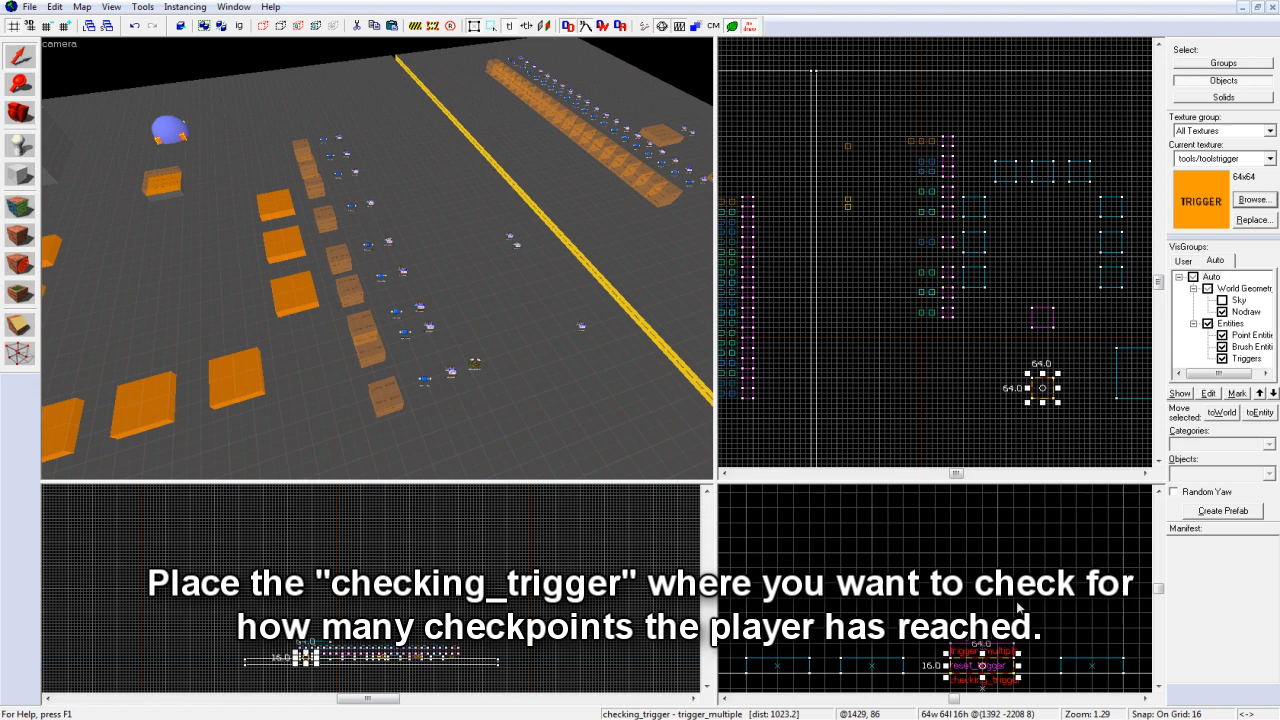 File Edit Map View Tools Instancing Window Help
camera
Select:
Groups
Objects
Solids
Texture group:
All Textures
Current texture:
tools/toolstrigger
64x64
TRIGGER
Browse...
Replace...
VisGroups:
User Auto
Auto
World Geometr
Sky
Nodraw
Entities
Point Entiti
Brush Entiti
Triggers
Show Edit Mark
Move selected:
toWorld toEntity
Categories:
Objects:
Random Yaw
Create Prefab
Manifest:
64.0
64.0
Place the "checking_trigger" where you want to check for
how many checkpoints the player has reached.
16.0
64.0
trigger_multipl
16.0
reset_trigger
checking_trigge
For Help, press F1
checking_trigger - trigger_multiple [dist: 1023.2]
@1429, 86
64w 64l 16h @(1392 -2208 8)
Zoom: 1.29
Snap: On Grid: 16
<->